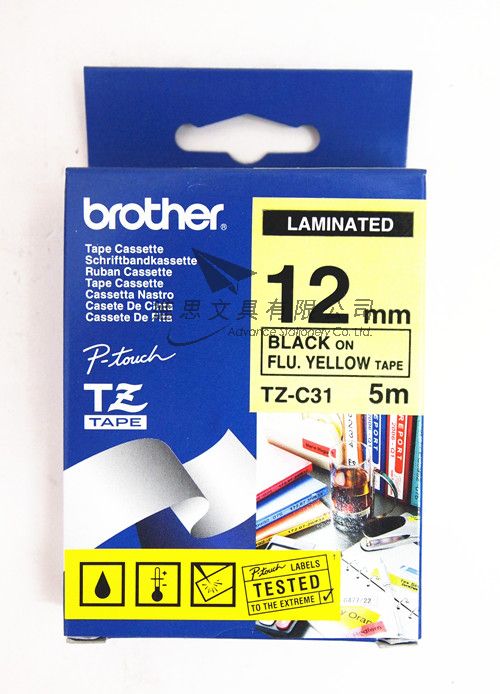 brother®
Tape Cassette
Schriftbandkassette
Ruban Cassette
Tape Cassette
Cassetta Nastro
Casete De Cinta
Cassete De Fita
P-touch
TZ
TAPE
LAMINATED
12 mm
BLACK ON
FLU. YELLOW TAPE
TZ-C31 5m
思文具有限公司
Advance Stationery Co. Ltd.
REPORT
REPORT
P-touch LABELS
TESTED
TO THE EXTREME